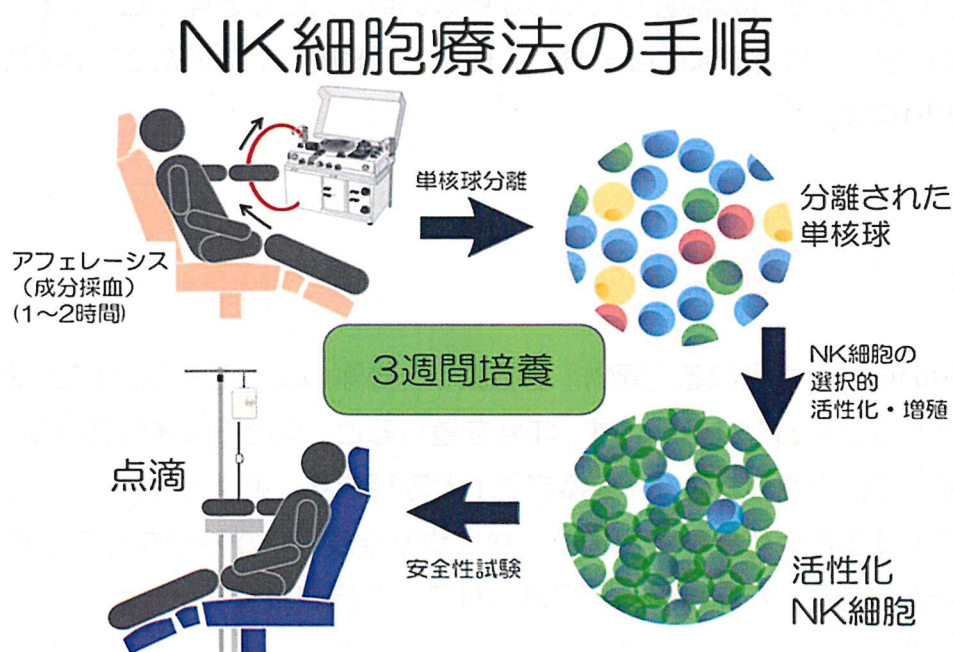 NK細胞療法の手順
単核球分離
分離された
単核球
アフェレーシス
（成分採血）
(1～2時間)
3週間培養
NK細胞の
選択的
活性化・増殖
点滴
安全性試験
活性化
NK細胞